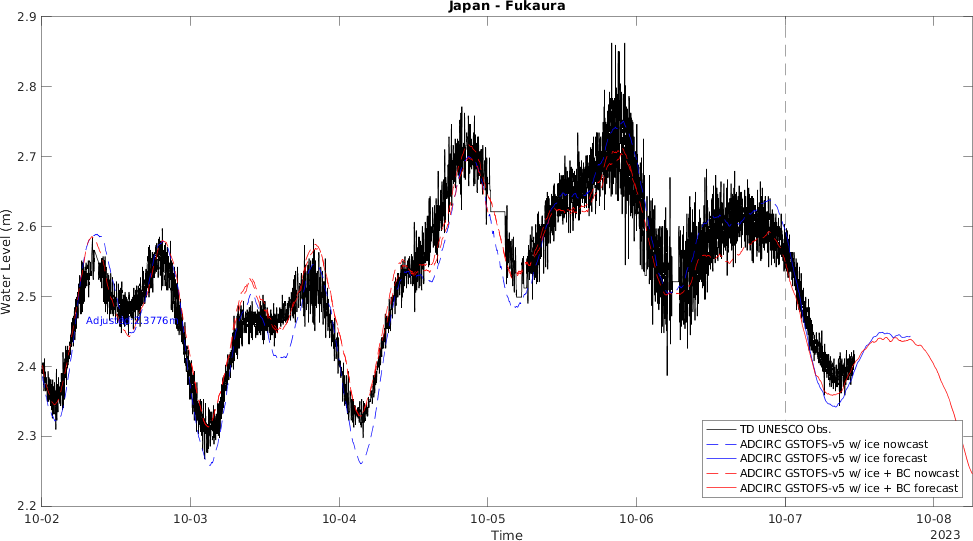 Japan - Fukaura
2.9
2.8
2.7
2.6
2.5
2.4
2.3
2.2
Water Level (m)
10-02
10-03
10-04
10-05
10-06
10-07
10-08
Time
2023
TD UNESCO Obs.
ADCIRC GSTOFS-v5 w/ ice nowcast
ADCIRC GSTOFS-v5 w/ ice forecast
ADCIRC GSTOFS-v5 w/ ice + BC nowcast
ADCIRC GSTOFS-v5 w/ ice + BC forecast